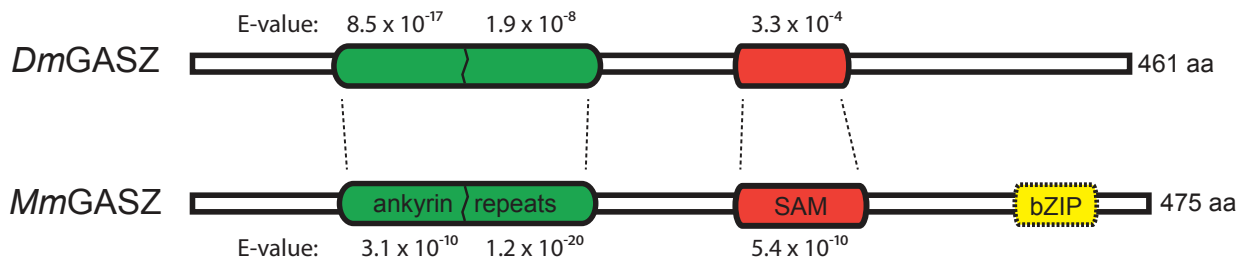 E-value: 8.5 x 10⁻¹⁷ 1.9 x 10⁻⁸ 3.3 x 10⁻⁴
DmGASZ 461 aa
MmGASZ ankyrin repeats SAM bZIP 475 aa
E-value: 3.1 x 10⁻¹⁰ 1.2 x 10⁻²⁰ 5.4 x 10⁻¹⁰